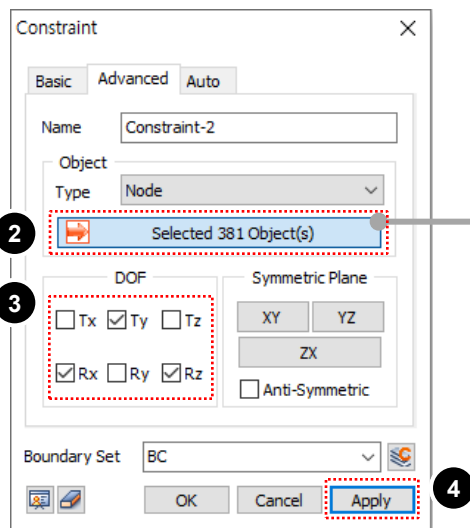 Constraint
Basic Advanced Auto
Name Constraint-2
Object
Type Node
2 Selected 381 Object(s)
DOF Symmetric Plane
3
Tx Ty Tz XY YZ
ZX
Rx Ry Rz
Anti-Symmetric
Boundary Set BC
OK Cancel Apply 4